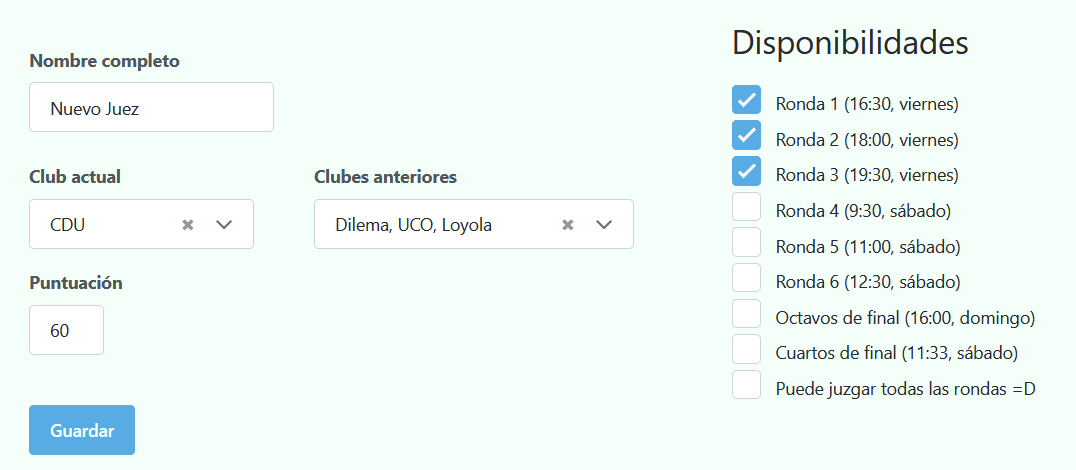 Nombre completo
Nuevo Juez
Club actual
CDU
Clubes anteriores
Dilema, UCO, Loyola
Puntuación
60
Guardar
Disponibilidades
Ronda 1 (16:30, viernes)
Ronda 2 (18:00, viernes)
Ronda 3 (19:30, viernes)
Ronda 4 (9:30, sábado)
Ronda 5 (11:00, sábado)
Ronda 6 (12:30, sábado)
Octavos de final (16:00, domingo)
Cuartos de final (11:33, sábado)
Puede juzgar todas las rondas =D